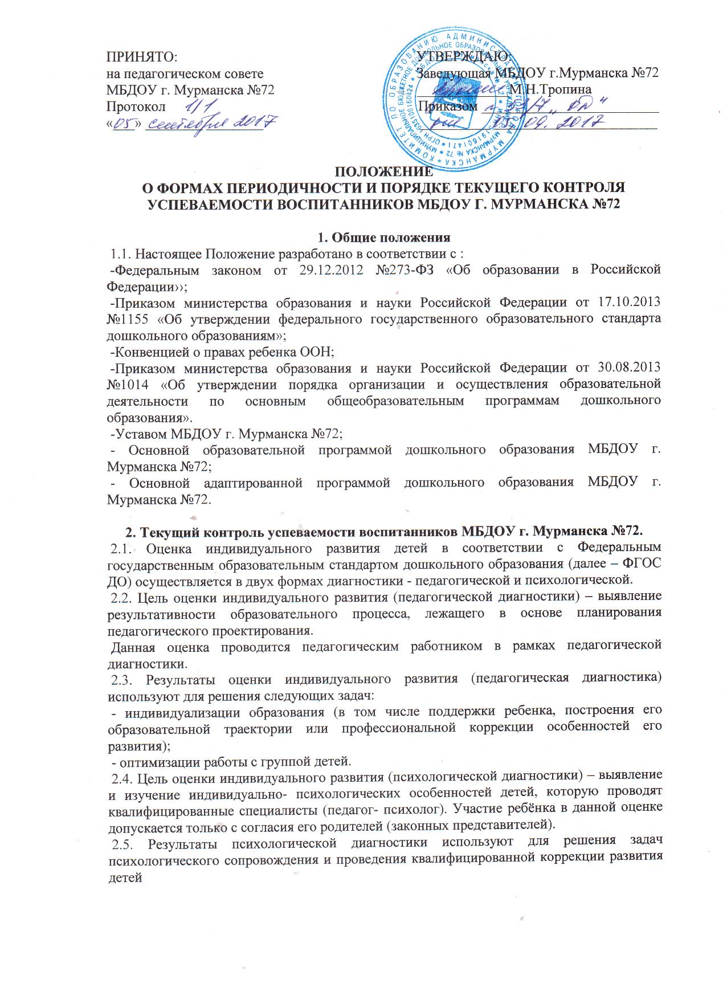 ПРИНЯТО:
на педагогическом совете
МБДОУ г. Мурманска №72
Протокол 1/1
«05» сентября 2017
УТВЕРЖДАЮ:
Заведующая МБДОУ г.Мурманска №72
М.Н.Тропина
Приказом
от 05. 09. 2017
КОМИТЕТ ПО ОБРАЗОВАНИЮ АДМИНИСТРАЦИИ ГОРОДА МУРМАНСКА
ПОЛОЖЕНИЕ
О ФОРМАХ ПЕРИОДИЧНОСТИ И ПОРЯДКЕ ТЕКУЩЕГО КОНТРОЛЯ
УСПЕВАЕМОСТИ ВОСПИТАННИКОВ МБДОУ Г. МУРМАНСКА №72
1. Общие положения
1.1. Настоящее Положение разработано в соответствии с :
-Федеральным законом от 29.12.2012 №273-ФЗ «Об образовании в Российской
Федерации››;
-Приказом министерства образования и науки Российской Федерации от 17.10.2013
№1155 «Об утверждении федерального государственного образовательного стандарта
дошкольного образованиям»;
-Конвенцией о правах ребенка ООН;
-Приказом министерства образования и науки Российской Федерации от 30.08.2013
№1014 «Об утверждении порядка организации и осуществления образовательной
деятельности по основным общеобразовательным программам дошкольного
образования».
-Уставом МБДОУ г. Мурманска №72;
- Основной образовательной программой дошкольного образования МБДОУ г.
Мурманска №72;
- Основной адаптированной программой дошкольного образования МБДОУ г.
Мурманска №72.
2. Текущий контроль успеваемости воспитанников МБДОУ г. Мурманска №72.
2.1. Оценка индивидуального развития детей в соответствии с Федеральным
государственным образовательным стандартом дошкольного образования (далее – ФГОС
ДО) осуществляется в двух формах диагностики - педагогической и психологической.
2.2. Цель оценки индивидуального развития (педагогической диагностики) – выявление
результативности образовательного процесса, лежащего в основе планирования
педагогического проектирования.
Данная оценка проводится педагогическим работником в рамках педагогической
диагностики.
2.3. Результаты оценки индивидуального развития (педагогическая диагностика)
используют для решения следующих задач:
- индивидуализации образования (в том числе поддержки ребенка, построения его
образовательной траектории или профессиональной коррекции особенностей его
развития);
- оптимизации работы с группой детей.
2.4. Цель оценки индивидуального развития (психологической диагностики) – выявление
и изучение индивидуально- психологических особенностей детей, которую проводят
квалифицированные специалисты (педагог- психолог). Участие ребёнка в данной оценке
допускается только с согласия его родителей (законных представителей).
2.5. Результаты психологической диагностики используют для решения задач
психологического сопровождения и проведения квалифицированной коррекции развития
детей